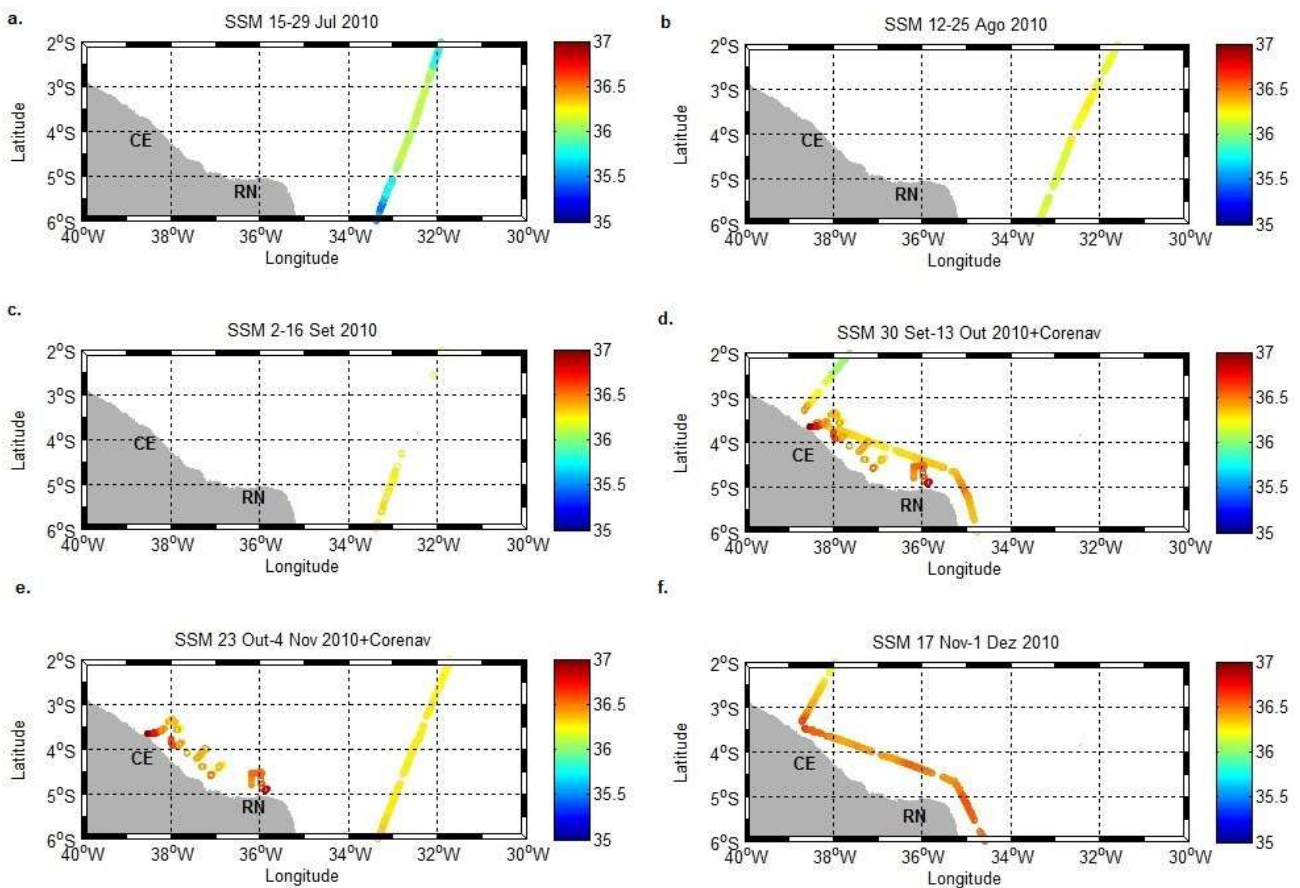 a.
SSM 15-29 Jul 2010
2°S
3°S
4°S
5°S
6°S
Latitude
CE
RN
40°W
38°W
36°W
34°W
32°W
30°W
Longitude
37
36.5
36
35.5
35
b.
SSM 12-25 Ago 2010
2°S
3°S
4°S
5°S
6°S
Latitude
CE
RN
40°W
38°W
36°W
34°W
32°W
30°W
Longitude
37
36.5
36
35.5
35
c.
SSM 2-16 Set 2010
2°S
3°S
4°S
5°S
6°S
Latitude
CE
RN
40°W
38°W
36°W
34°W
32°W
30°W
Longitude
37
36.5
36
35.5
35
d.
SSM 30 Set-13 Out 2010+Corenav
2°S
3°S
4°S
5°S
6°S
Latitude
CE
RN
40°W
38°W
36°W
34°W
32°W
30°W
Longitude
37
36.5
36
35.5
35
e.
SSM 23 Out-4 Nov 2010+Corenav
2°S
3°S
4°S
5°S
6°S
Latitude
CE
RN
40°W
38°W
36°W
34°W
32°W
30°W
Longitude
37
36.5
36
35.5
35
f.
SSM 17 Nov-1 Dez 2010
2°S
3°S
4°S
5°S
6°S
Latitude
CE
RN
40°W
38°W
36°W
34°W
32°W
30°W
Longitude
37
36.5
36
35.5
35